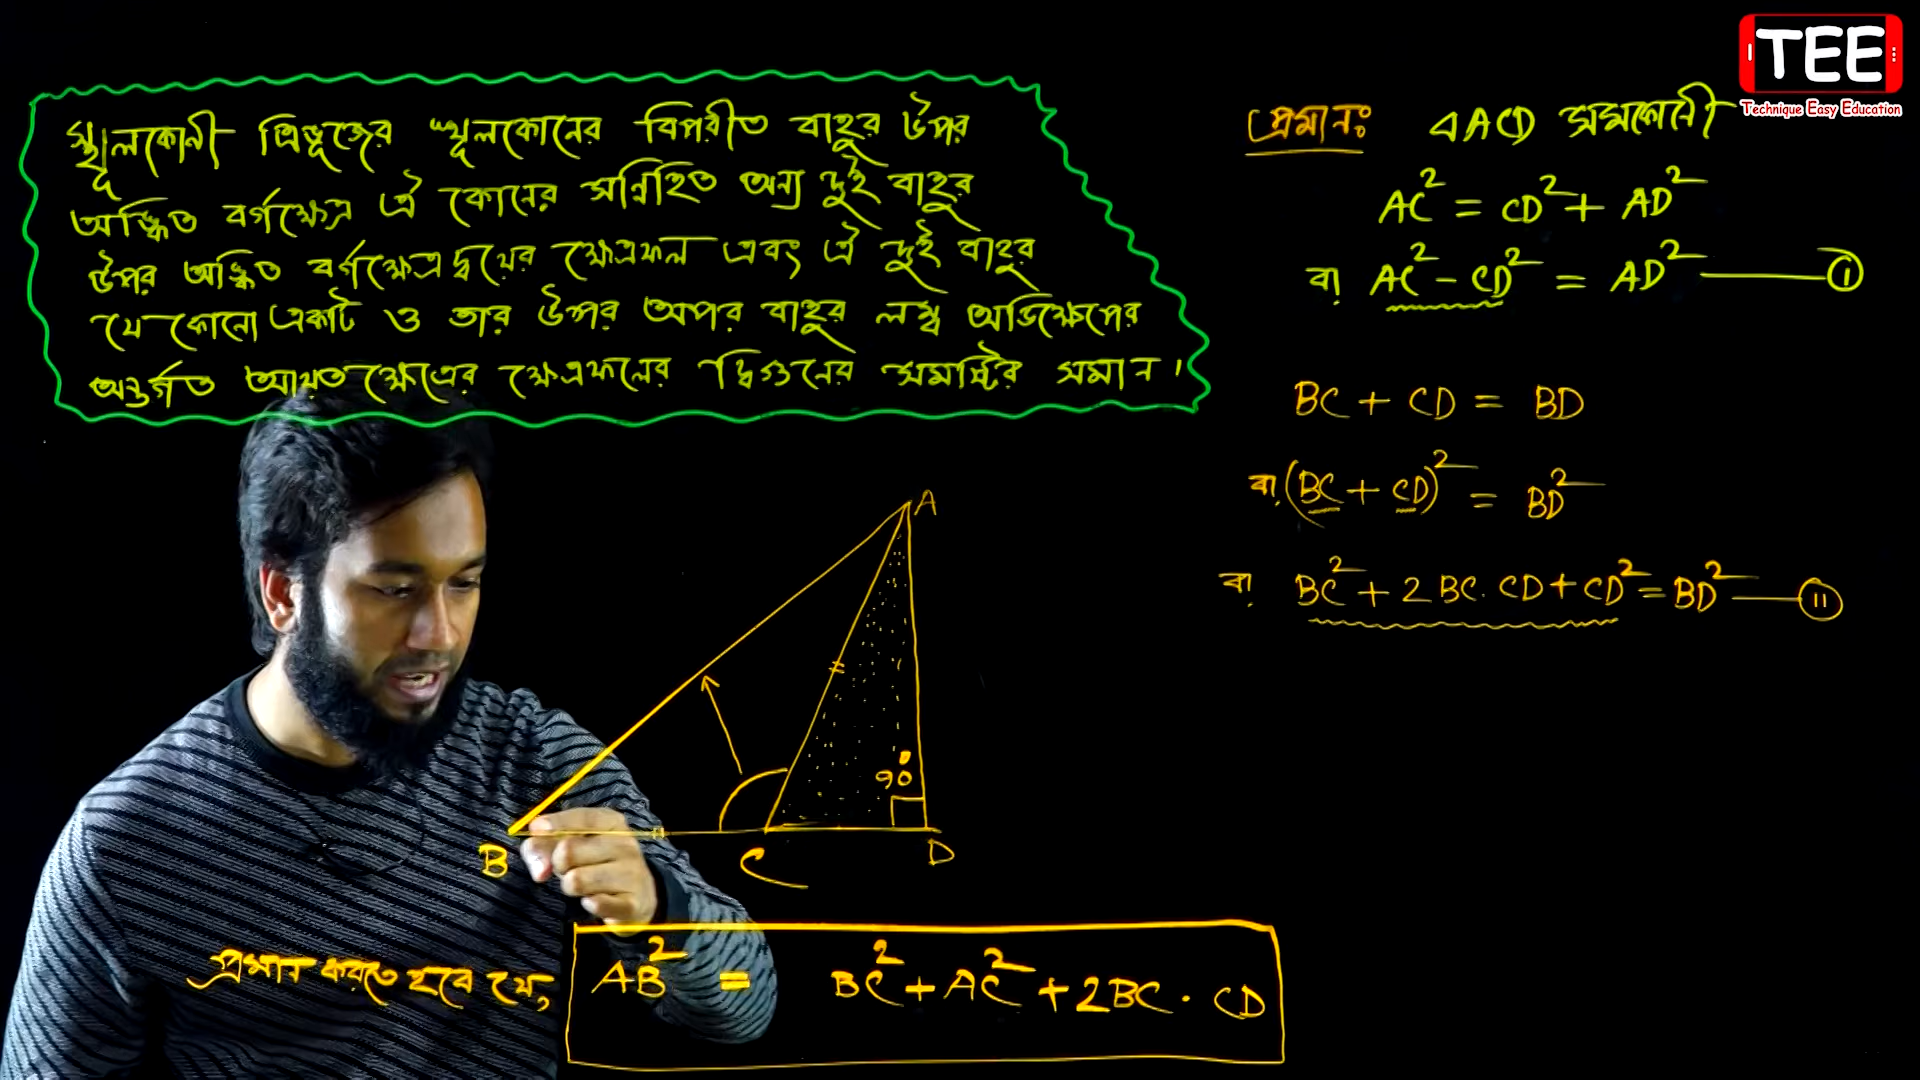 স্থূলকোনী ত্রিভূজের স্থূলকোনের বিপরীত বাহুর উপর
অঙ্কিত বর্গক্ষেত্র ঐ কোনের সন্নিহিত অন্য দুই বাহুর
উপর অঙ্কিত বর্গক্ষেত্রদ্বয়ের ক্ষেত্রফল এবং ঐ দুই বাহুর
যে কোনো একটি ও তার উপর অপর বাহুর লম্ব অভিক্ষেপের
অন্তর্গত আয়তক্ষেত্রের ক্ষেত্রফলের দ্বিগুনের সমষ্টির সমান।
A
90°
B
C
D
প্রমান করতে হবে যে, AB² = BC² + AC² + 2BC · CD
TEE
Technique Easy Education
প্রমানঃ ⊿ACD সমকোনী
AC² = CD² + AD²
বা AC² - CD² = AD² —— (I)
BC + CD = BD
বা, (BC + CD)² = BD²
বা, BC² + 2BC·CD + CD² = BD² —— (II)